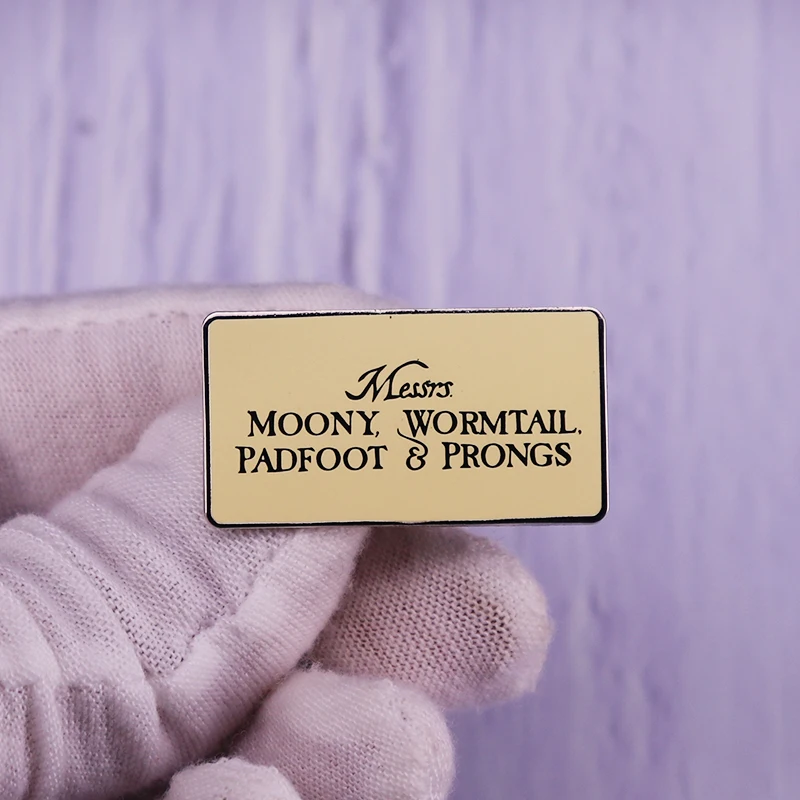 Messrs.
MOONY, WORMTAIL,
PADFOOT & PRONGS